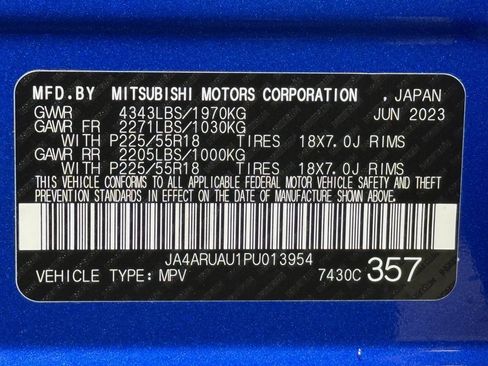 MFD.BY MITSUBISHI MOTORS CORPORATION , JAPAN
GVWR 4343LBS/1970KG JUN 2023
GAWR FR 2271LBS/1030KG
WITH P225/55R18 TIRES 18X7.0J RIMS
GAWR RR 2205LBS/1000KG
WITH P225/55R18 TIRES 18X7.0J RIMS
THIS VEHICLE CONFORMS TO ALL APPLICABLE FEDERAL MOTOR VEHICLE SAFETY AND THEFT
PREVENTION STANDARDS IN EFFECT ON THE DATE OF MANUFACTURE SHOWN ABOVE.
JA4ARUAU1PU013954
VEHICLE TYPE: MPV 7430C 357